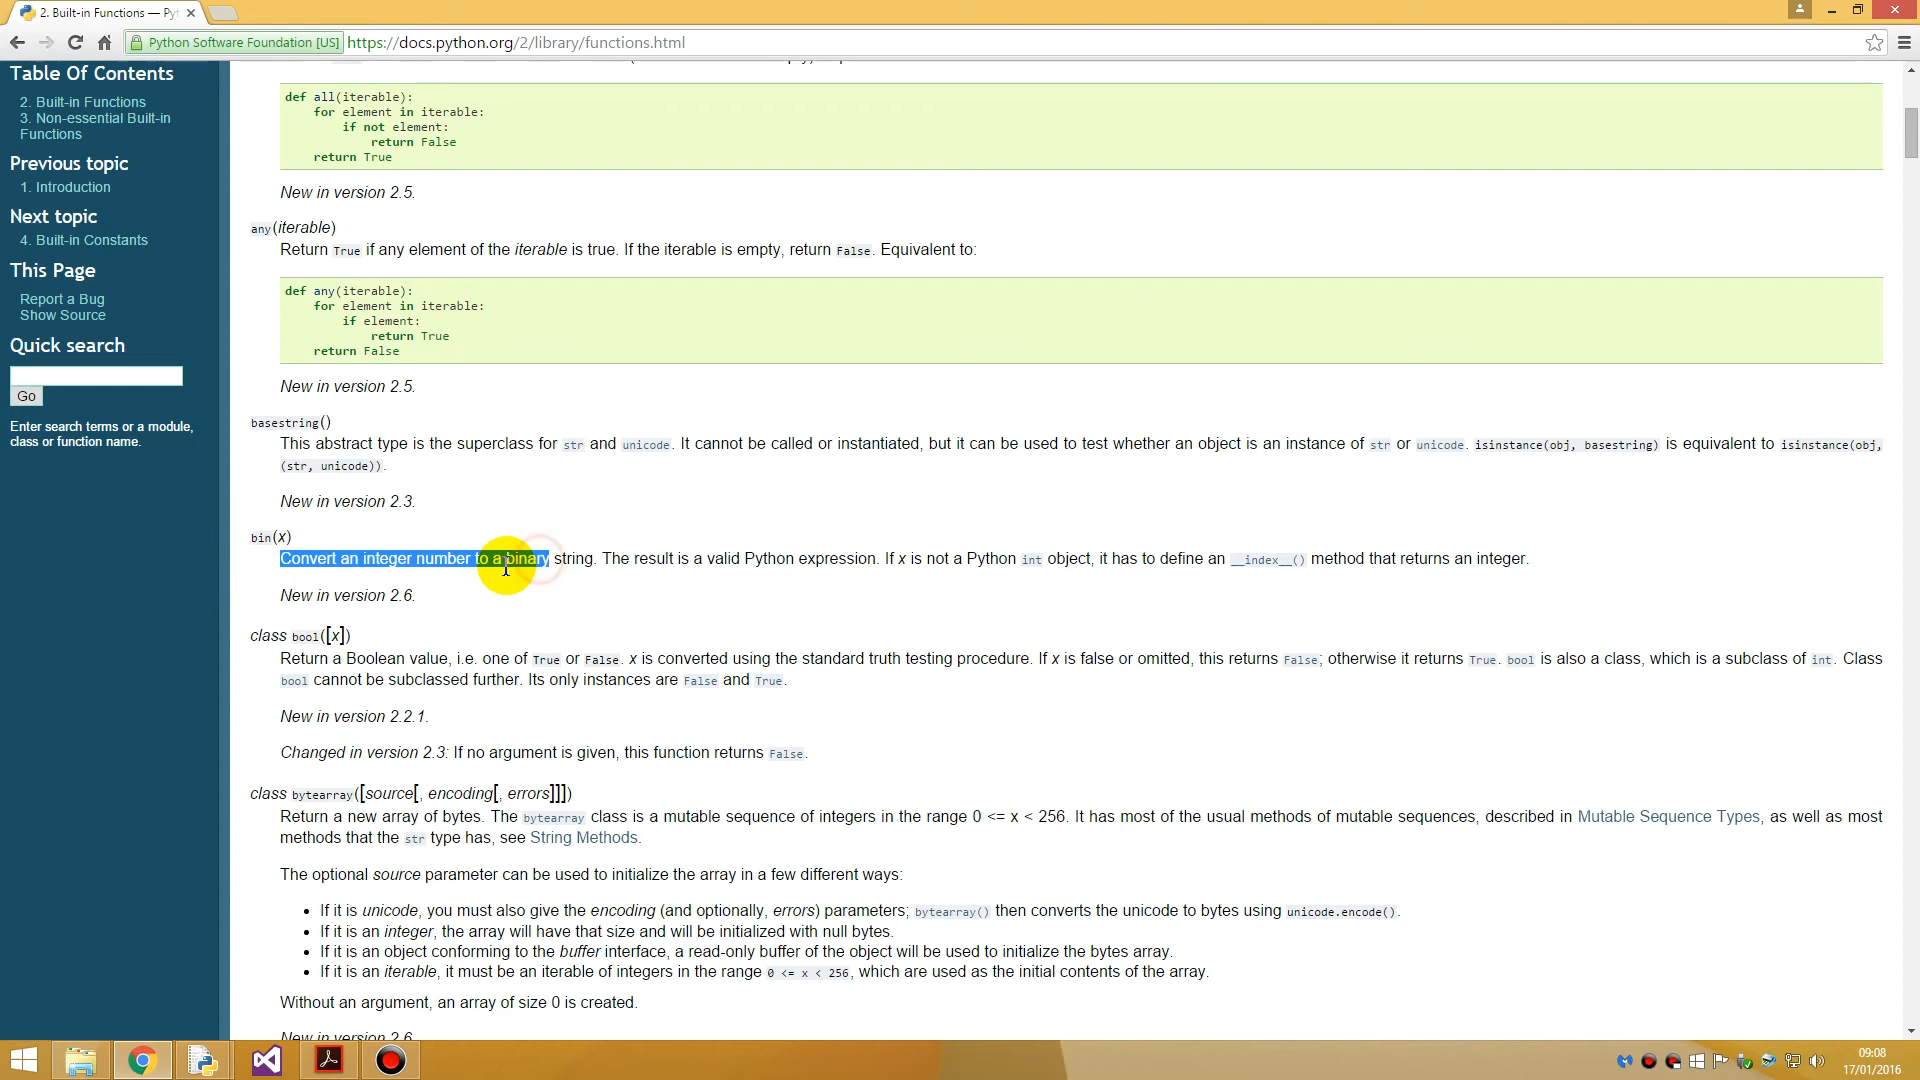 2. Built-in Functions — Pyt
Python Software Foundation [US] https://docs.python.org/2/library/functions.html
Table Of Contents
2. Built-in Functions
3. Non-essential Built-in
Functions
Previous topic
1. Introduction
Next topic
4. Built-in Constants
This Page
Report a Bug
Show Source
Quick search
Go
Enter search terms or a module,
class or function name.
def all(iterable):
for element in iterable:
if not element:
return False
return True
New in version 2.5.
any(iterable)
Return True if any element of the iterable is true. If the iterable is empty, return False. Equivalent to:
def any(iterable):
for element in iterable:
if element:
return True
return False
New in version 2.5.
basestring()
This abstract type is the superclass for str and unicode. It cannot be called or instantiated, but it can be used to test whether an object is an instance of str or unicode. isinstance(obj, basestring) is equivalent to isinstance(obj,
(str, unicode)).
New in version 2.3.
bin(x)
Convert an integer number to a binary string. The result is a valid Python expression. If x is not a Python int object, it has to define an __index__() method that returns an integer.
New in version 2.6.
class bool([x])
Return a Boolean value, i.e. one of True or False. x is converted using the standard truth testing procedure. If x is false or omitted, this returns False; otherwise it returns True. bool is also a class, which is a subclass of int. Class
bool cannot be subclassed further. Its only instances are False and True.
New in version 2.2.1.
Changed in version 2.3: If no argument is given, this function returns False.
class bytearray([source[, encoding[, errors]]])
Return a new array of bytes. The bytearray class is a mutable sequence of integers in the range 0 <= x < 256. It has most of the usual methods of mutable sequences, described in Mutable Sequence Types, as well as most
methods that the str type has, see String Methods.
The optional source parameter can be used to initialize the array in a few different ways:
• If it is unicode, you must also give the encoding (and optionally, errors) parameters; bytearray() then converts the unicode to bytes using unicode.encode().
• If it is an integer, the array will have that size and will be initialized with null bytes.
• If it is an object conforming to the buffer interface, a read-only buffer of the object will be used to initialize the bytes array.
• If it is an iterable, it must be an iterable of integers in the range 0 <= x < 256, which are used as the initial contents of the array.
Without an argument, an array of size 0 is created.
New in version 2.6.
09:08
17/01/2016